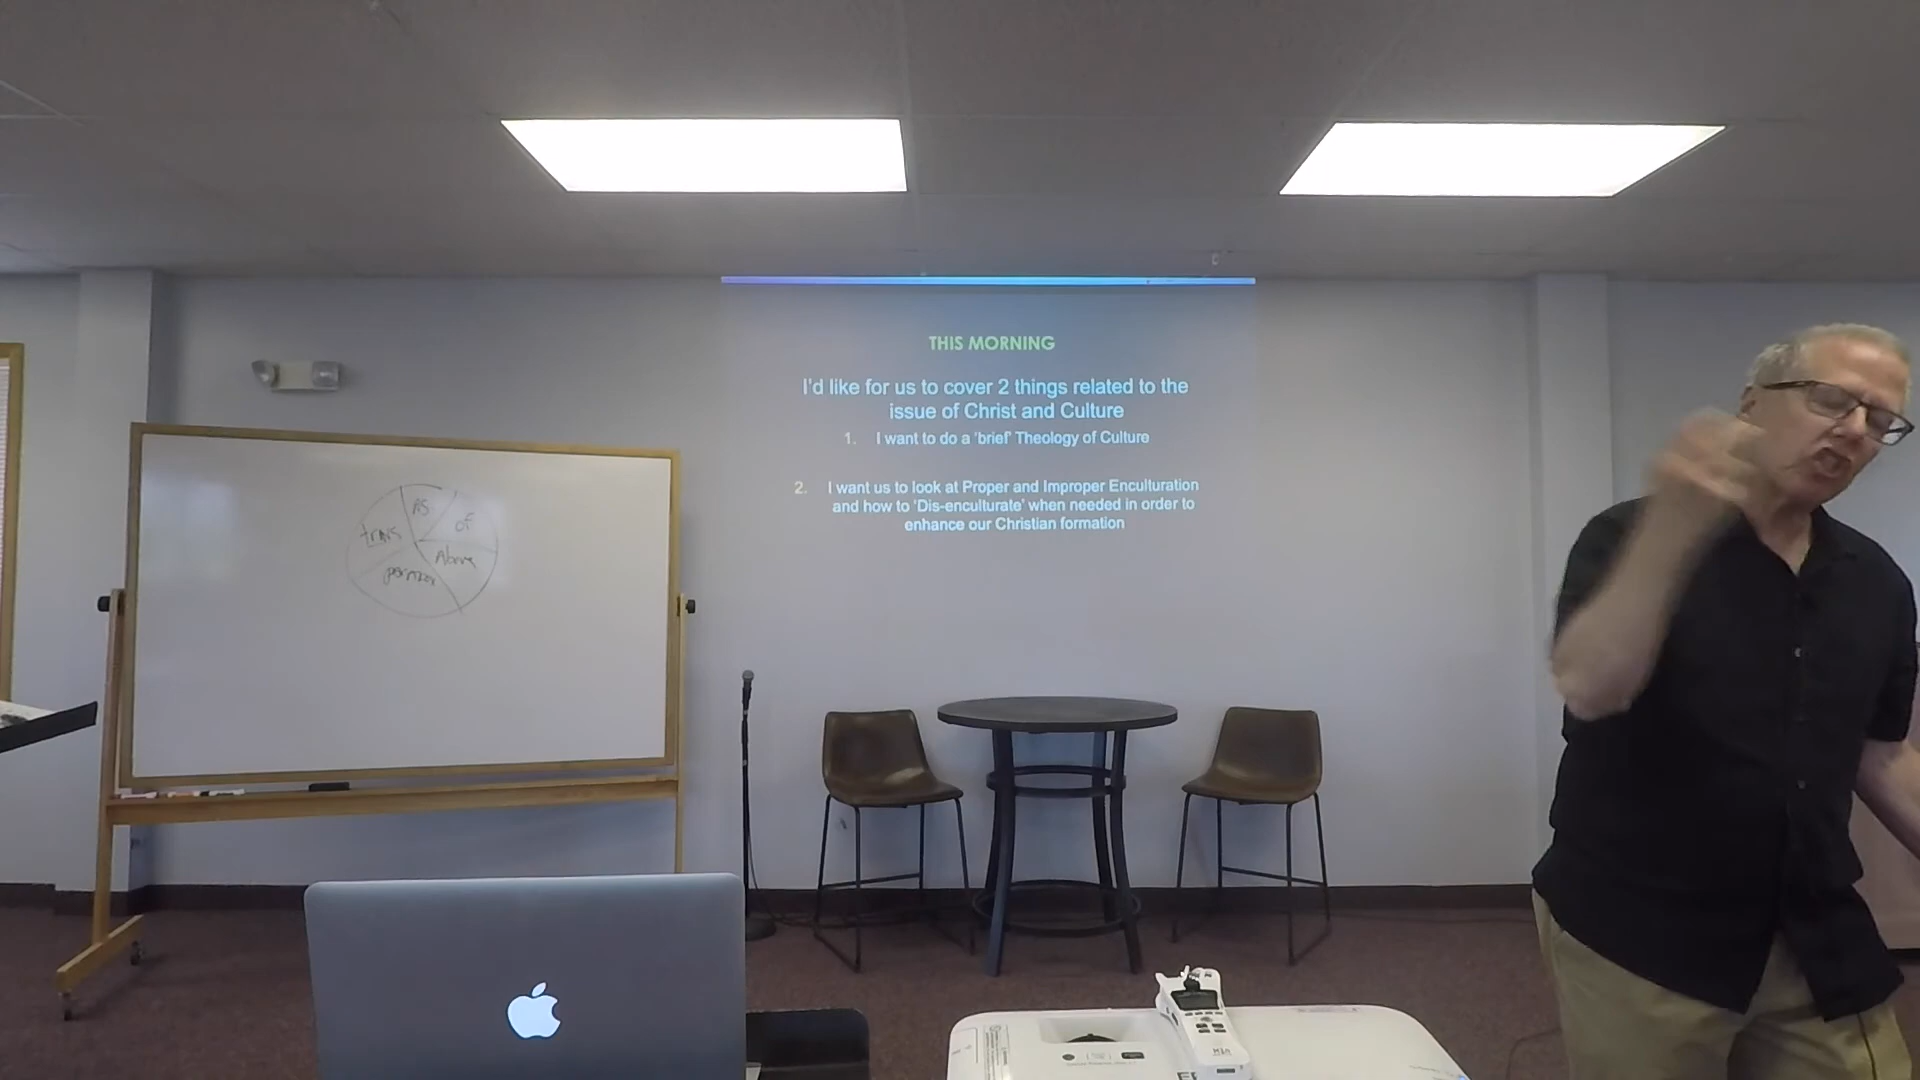 THIS MORNING
I'd like for us to cover 2 things related to the
issue of Christ and Culture
1. I want to do a 'brief' Theology of Culture
2. I want us to look at Proper and Improper Enculturation
and how to 'Dis-enculturate' when needed in order to
enhance our Christian formation
As.
of
trans
Above